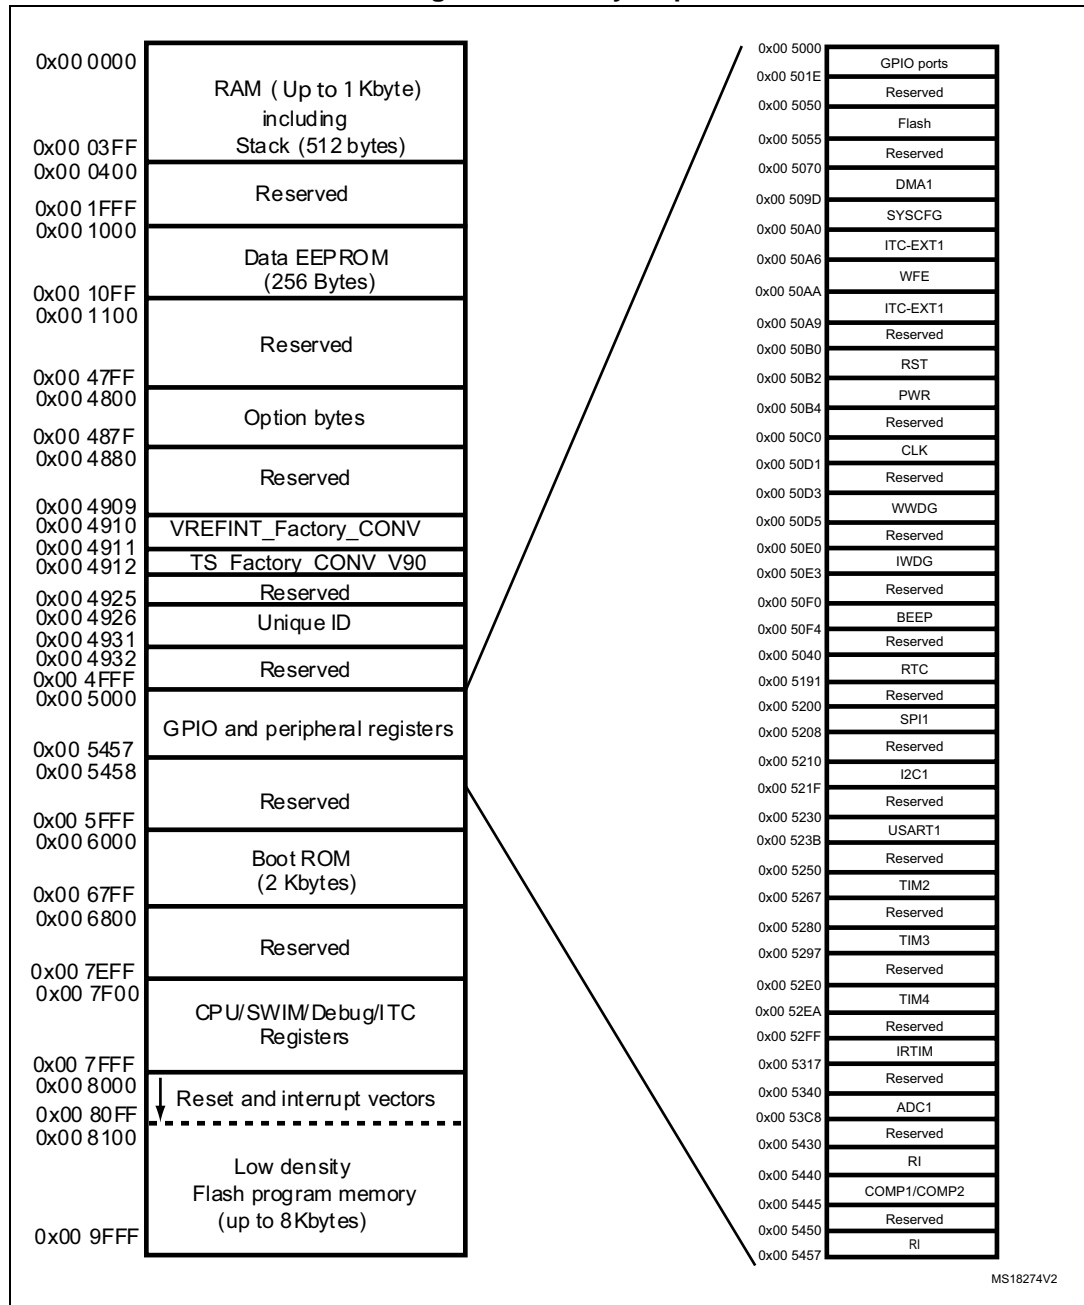 0x00 0000
RAM (Up to 1 Kbyte)
including
Stack (512 bytes)
0x00 03FF
0x00 0400
Reserved
0x00 1FFF
0x00 1000
Data EEPROM
(256 Bytes)
0x00 10FF
0x00 1100
Reserved
0x00 47FF
0x00 4800
Option bytes
0x00 487F
0x00 4880
Reserved
0x00 4909
0x00 4910
VREFINT_Factory_CONV
0x00 4911
0x00 4912
TS_Factory_CONV_V90
Reserved
0x00 4925
0x00 4926
Unique ID
0x00 4931
0x00 4932
Reserved
0x00 4FFF
0x00 5000
GPIO and peripheral registers
0x00 5457
0x00 5458
Reserved
0x00 5FFF
0x00 6000
Boot ROM
(2 Kbytes)
0x00 67FF
0x00 6800
Reserved
0x00 7EFF
0x00 7F00
CPU/SWIM/Debug/ITC
Registers
0x00 7FFF
0x00 8000
Reset and interrupt vectors
0x00 80FF
0x00 8100
Low density
Flash program memory
(up to 8Kbytes)
0x00 9FFF
0x00 5000
GPIO ports
0x00 501E
Reserved
0x00 5050
Flash
0x00 5055
Reserved
0x00 5070
DMA1
0x00 509D
SYSCFG
0x00 50A0
ITC-EXT1
0x00 50A6
WFE
0x00 50AA
ITC-EXT1
0x00 50A9
Reserved
0x00 50B0
RST
0x00 50B2
PWR
0x00 50B4
Reserved
0x00 50C0
CLK
0x00 50D1
Reserved
0x00 50D3
WWDG
0x00 50D5
Reserved
0x00 50E0
IWDG
0x00 50E3
Reserved
0x00 50F0
BEEP
0x00 50F4
Reserved
0x00 5040
RTC
0x00 5191
Reserved
0x00 5200
SPI1
0x00 5208
Reserved
0x00 5210
I2C1
0x00 521F
Reserved
0x00 5230
USART1
0x00 523B
Reserved
0x00 5250
TIM2
0x00 5267
Reserved
0x00 5280
TIM3
0x00 5297
Reserved
0x00 52E0
TIM4
0x00 52EA
Reserved
0x00 52FF
IRTIM
0x00 5317
Reserved
0x00 5340
ADC1
0x00 53C8
Reserved
0x00 5430
RI
0x00 5440
COMP1/COMP2
0x00 5445
Reserved
0x00 5450
RI
0x00 5457
MS18274V2